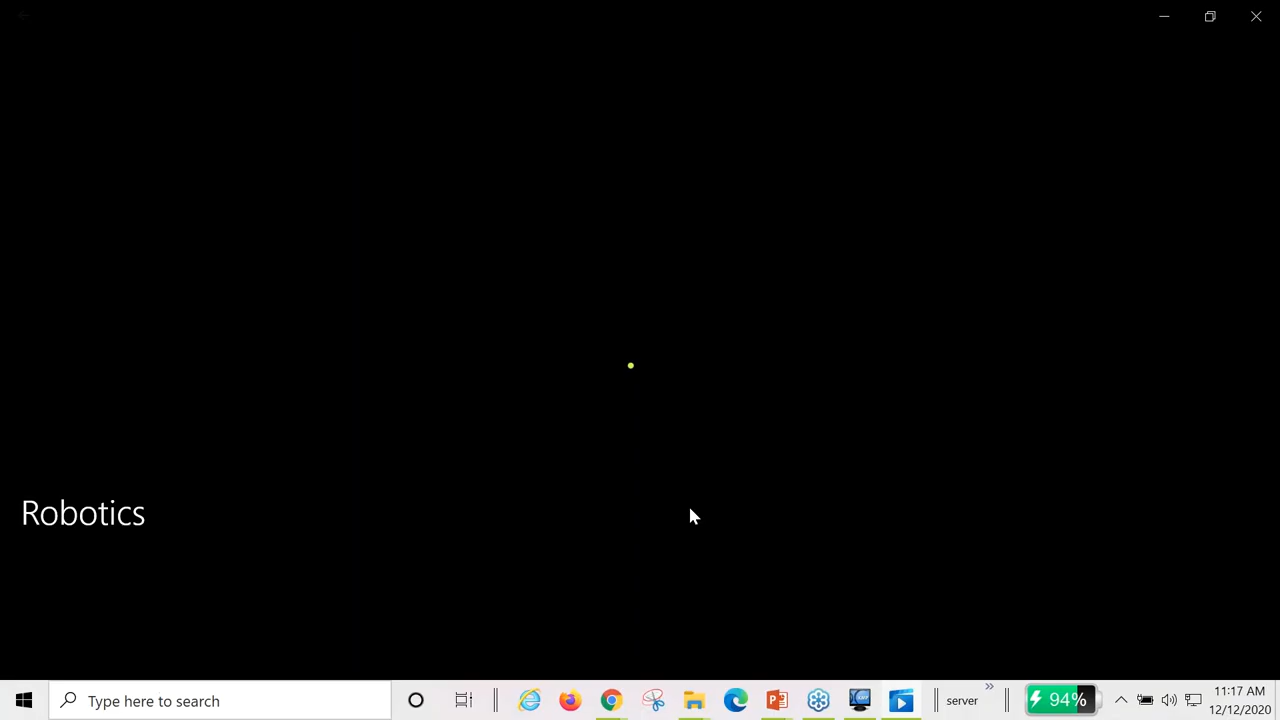 Robotics
Type here to search
server
94%
11:17 AM
12/12/2020